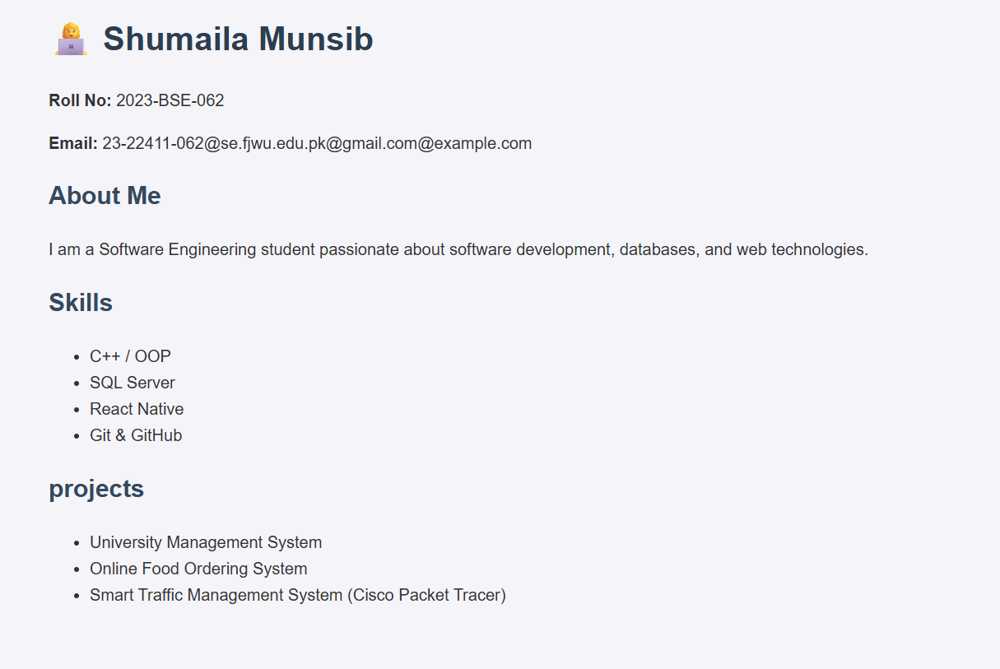 Shumaila Munsib
Roll No: 2023-BSE-062
Email: 23-22411-062@se.fjwu.edu.pk@gmail.com@example.com
About Me
I am a Software Engineering student passionate about software development, databases, and web technologies.
Skills
• C++ / OOP
• SQL Server
• React Native
• Git & GitHub
projects
• University Management System
• Online Food Ordering System
• Smart Traffic Management System (Cisco Packet Tracer)